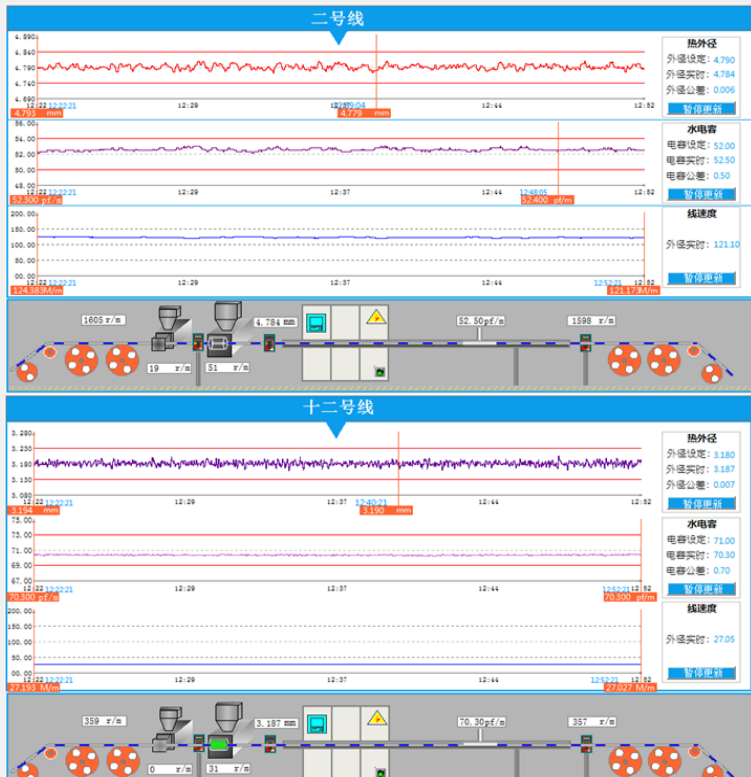 二号线
4.890
4.840
4.790
4.740
4.690
12:22 12:22:21 12:29 12:44 12:52
4.793 mm 4.779 mm
热外径
外径设定: 4.790
外径实时: 4.784
外径公差: 0.006
暂停更新
56.00
54.00
52.00
50.00
48.00
12:22 12:22:21 12:29 12:37 12:44 12:48:05 12:52
52.300 pf/m 52.400 pf/m
水电容
电容设定: 52.00
电容实时: 52.50
电容公差: 0.50
暂停更新
200.00
150.00
100.00
50.00
00.00
12:22 12:22:21 12:29 12:37 12:44 12:52:21 12:52
124.383M/m 121.173M/m
线速度
外径实时: 121.10
暂停更新
1605 r/m 4.784 mm 52.50pf/m 1598 r/m
19 r/m 51 r/m
十二号线
3.280
3.230
3.180
3.130
3.080
12:22 12:22:21 12:29 12:37 12:40:21 12:44 12:52
3.194 mm 3.190 mm
热外径
外径设定: 3.180
外径实时: 3.187
外径公差: 0.007
暂停更新
75.00
73.00
71.00
69.00
67.00
12:22 12:22:21 12:29 12:37 12:44 12:52:21 12:52
70.300 pf/m 70.300 pf/m
水电容
电容设定: 71.00
电容实时: 70.30
电容公差: 0.70
暂停更新
200.00
150.00
100.00
50.00
00.00
12:22 12:22:21 12:29 12:37 12:44 12:52:21 12:52
27.193 M/m 27.027 M/m
线速度
外径实时: 27.05
暂停更新
359 r/m 3.187 mm 70.30pf/m 357 r/m
0 r/m 31 r/m